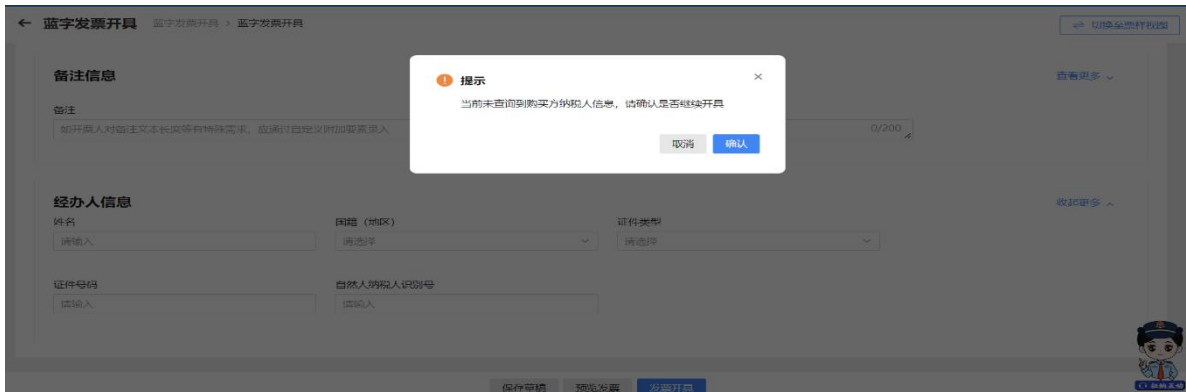 ← 蓝字发票开具 蓝字发票开具 > 蓝字发票开具
切换至票样视图
提示
当前未查询到购买方纳税人信息，请确认是否继续开具
取消 确认
备注信息 查看更多
备注
如开票人对备注文本长度等有特殊需求，应通过自定义附加要素录入 0/200
经办人信息 收起更多
姓名 国籍（地区） 证件类型
请输入 请选择 请选择
证件号码 自然人纳税人识别号
请输入 请输入
保存草稿 预览发票 发票开具